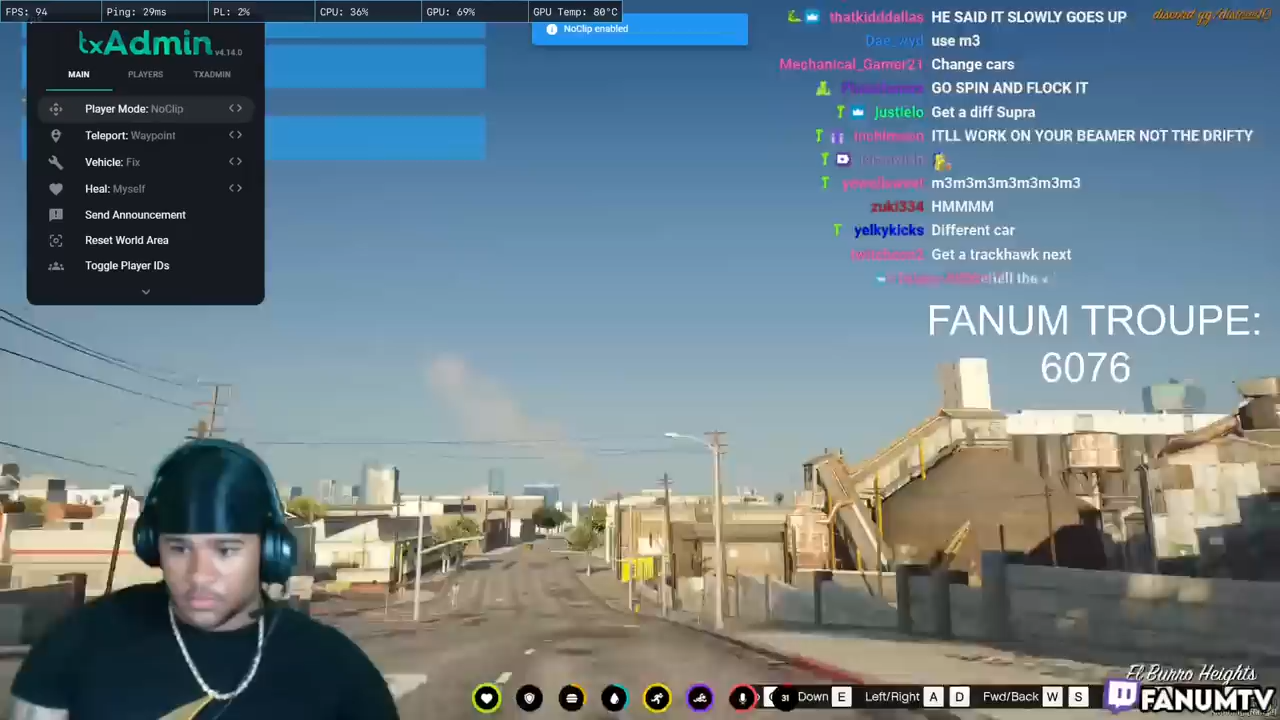 FPS: 94
Ping: 29ms
PL: 2%
CPU: 36%
GPU: 69%
GPU Temp: 80°C
txAdmin v4.14.0
MAIN PLAYERS TXADMIN
Player Mode: NoClip
Teleport: Waypoint
Vehicle: Fix
Heal: Myself
Send Announcement
Reset World Area
Toggle Player IDs
NoClip enabled
thatkidddallas HE SAID IT SLOWLY GOES UP
Dae_wyd use m3
Mechanical_Gamer21 Change cars
GO SPIN AND FLOCK IT
justlelo Get a diff Supra
ITLL WORK ON YOUR BEAMER NOT THE DRIFTY
m3m3m3m3m3m3m3
zuki334 HMMMM
yelkykicks Different car
Get a trackhawk next
FANUM TROUPE:
6076
El Burro Heights
Down E Left/Right A D Fwd/Back W S
31
FANUMTV